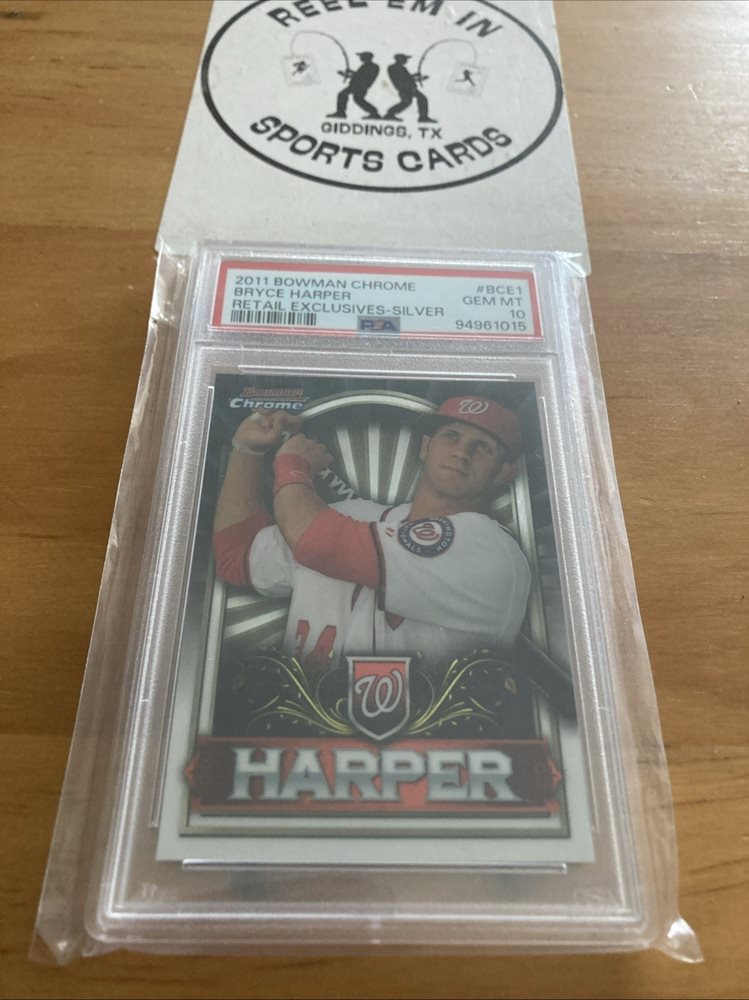 REEL 'EM IN
GIDDINGS, TX
SPORTS CARDS
2011 BOWMAN CHROME #BCE1
BRYCE HARPER GEM MT
RETAIL EXCLUSIVES-SILVER 10
PSA 94961015
Bowman
Chrome
W
W
34
W
HARPER